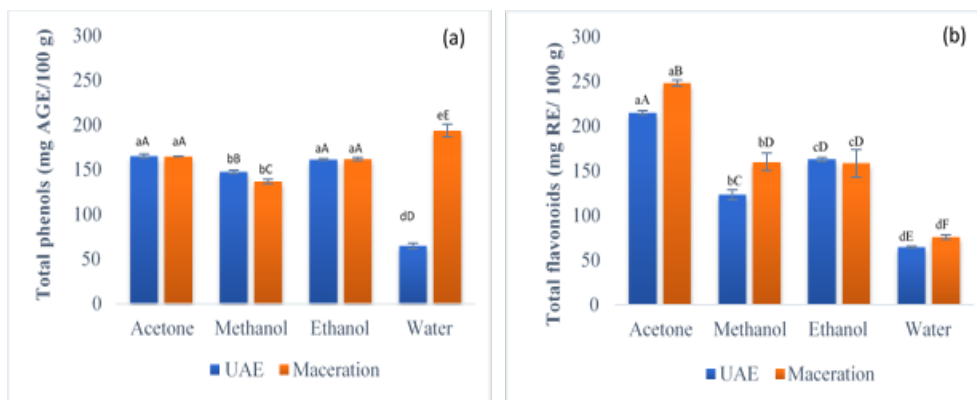 (a)
Total phenols (mg AGE/100 g)
300
250
200
150
100
50
0
aA
aA
bB
bC
aA
aA
dD
eE
Acetone
Methanol
Ethanol
Water
UAE
Maceration
(b)
Total flavonoids (mg RE/ 100 g)
300
250
200
150
100
50
0
aA
aB
bC
bD
cD
cD
dE
dF
Acetone
Methanol
Ethanol
Water
UAE
Maceration